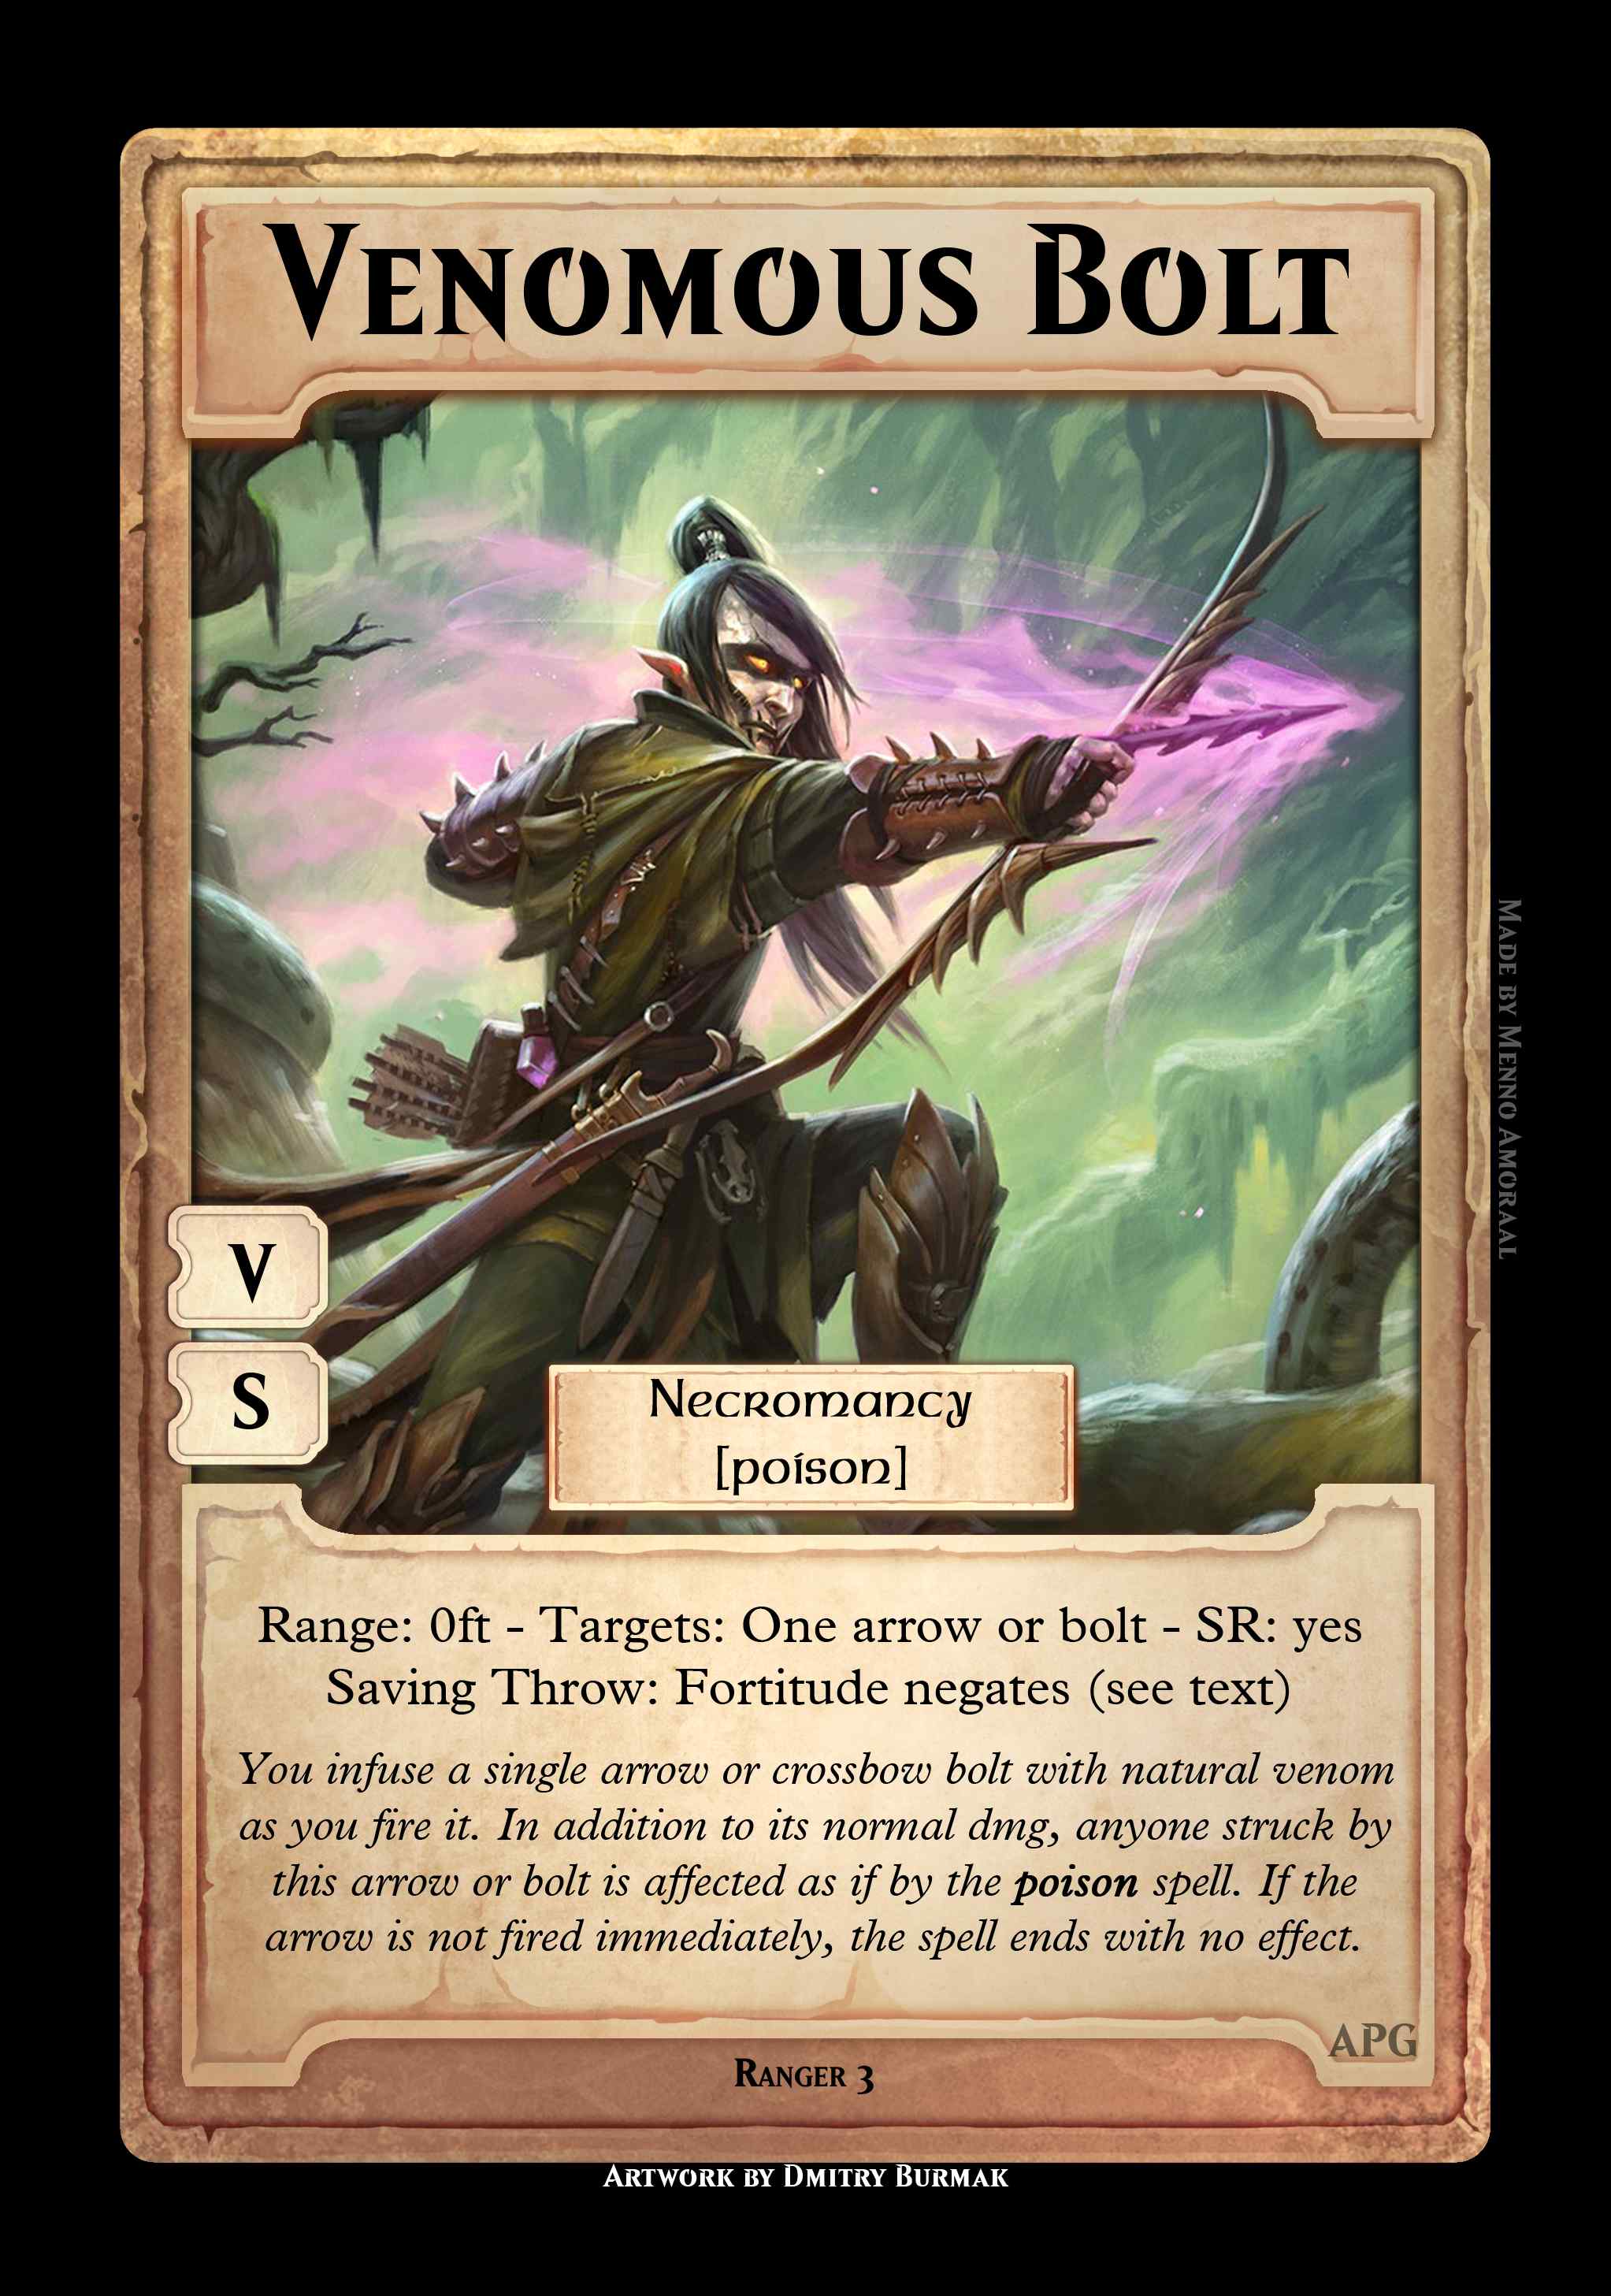 Venomous Bolt
V
S
Necromancy
[poison]
Range: 0ft - Targets: One arrow or bolt - SR: yes
Saving Throw: Fortitude negates (see text)
You infuse a single arrow or crossbow bolt with natural venom
as you fire it. In addition to its normal dmg, anyone struck by
this arrow or bolt is affected as if by the poison spell. If the
arrow is not fired immediately, the spell ends with no effect.
APG
Ranger 3
Artwork by Dmitry Burmak
Made by Menno Amoraal